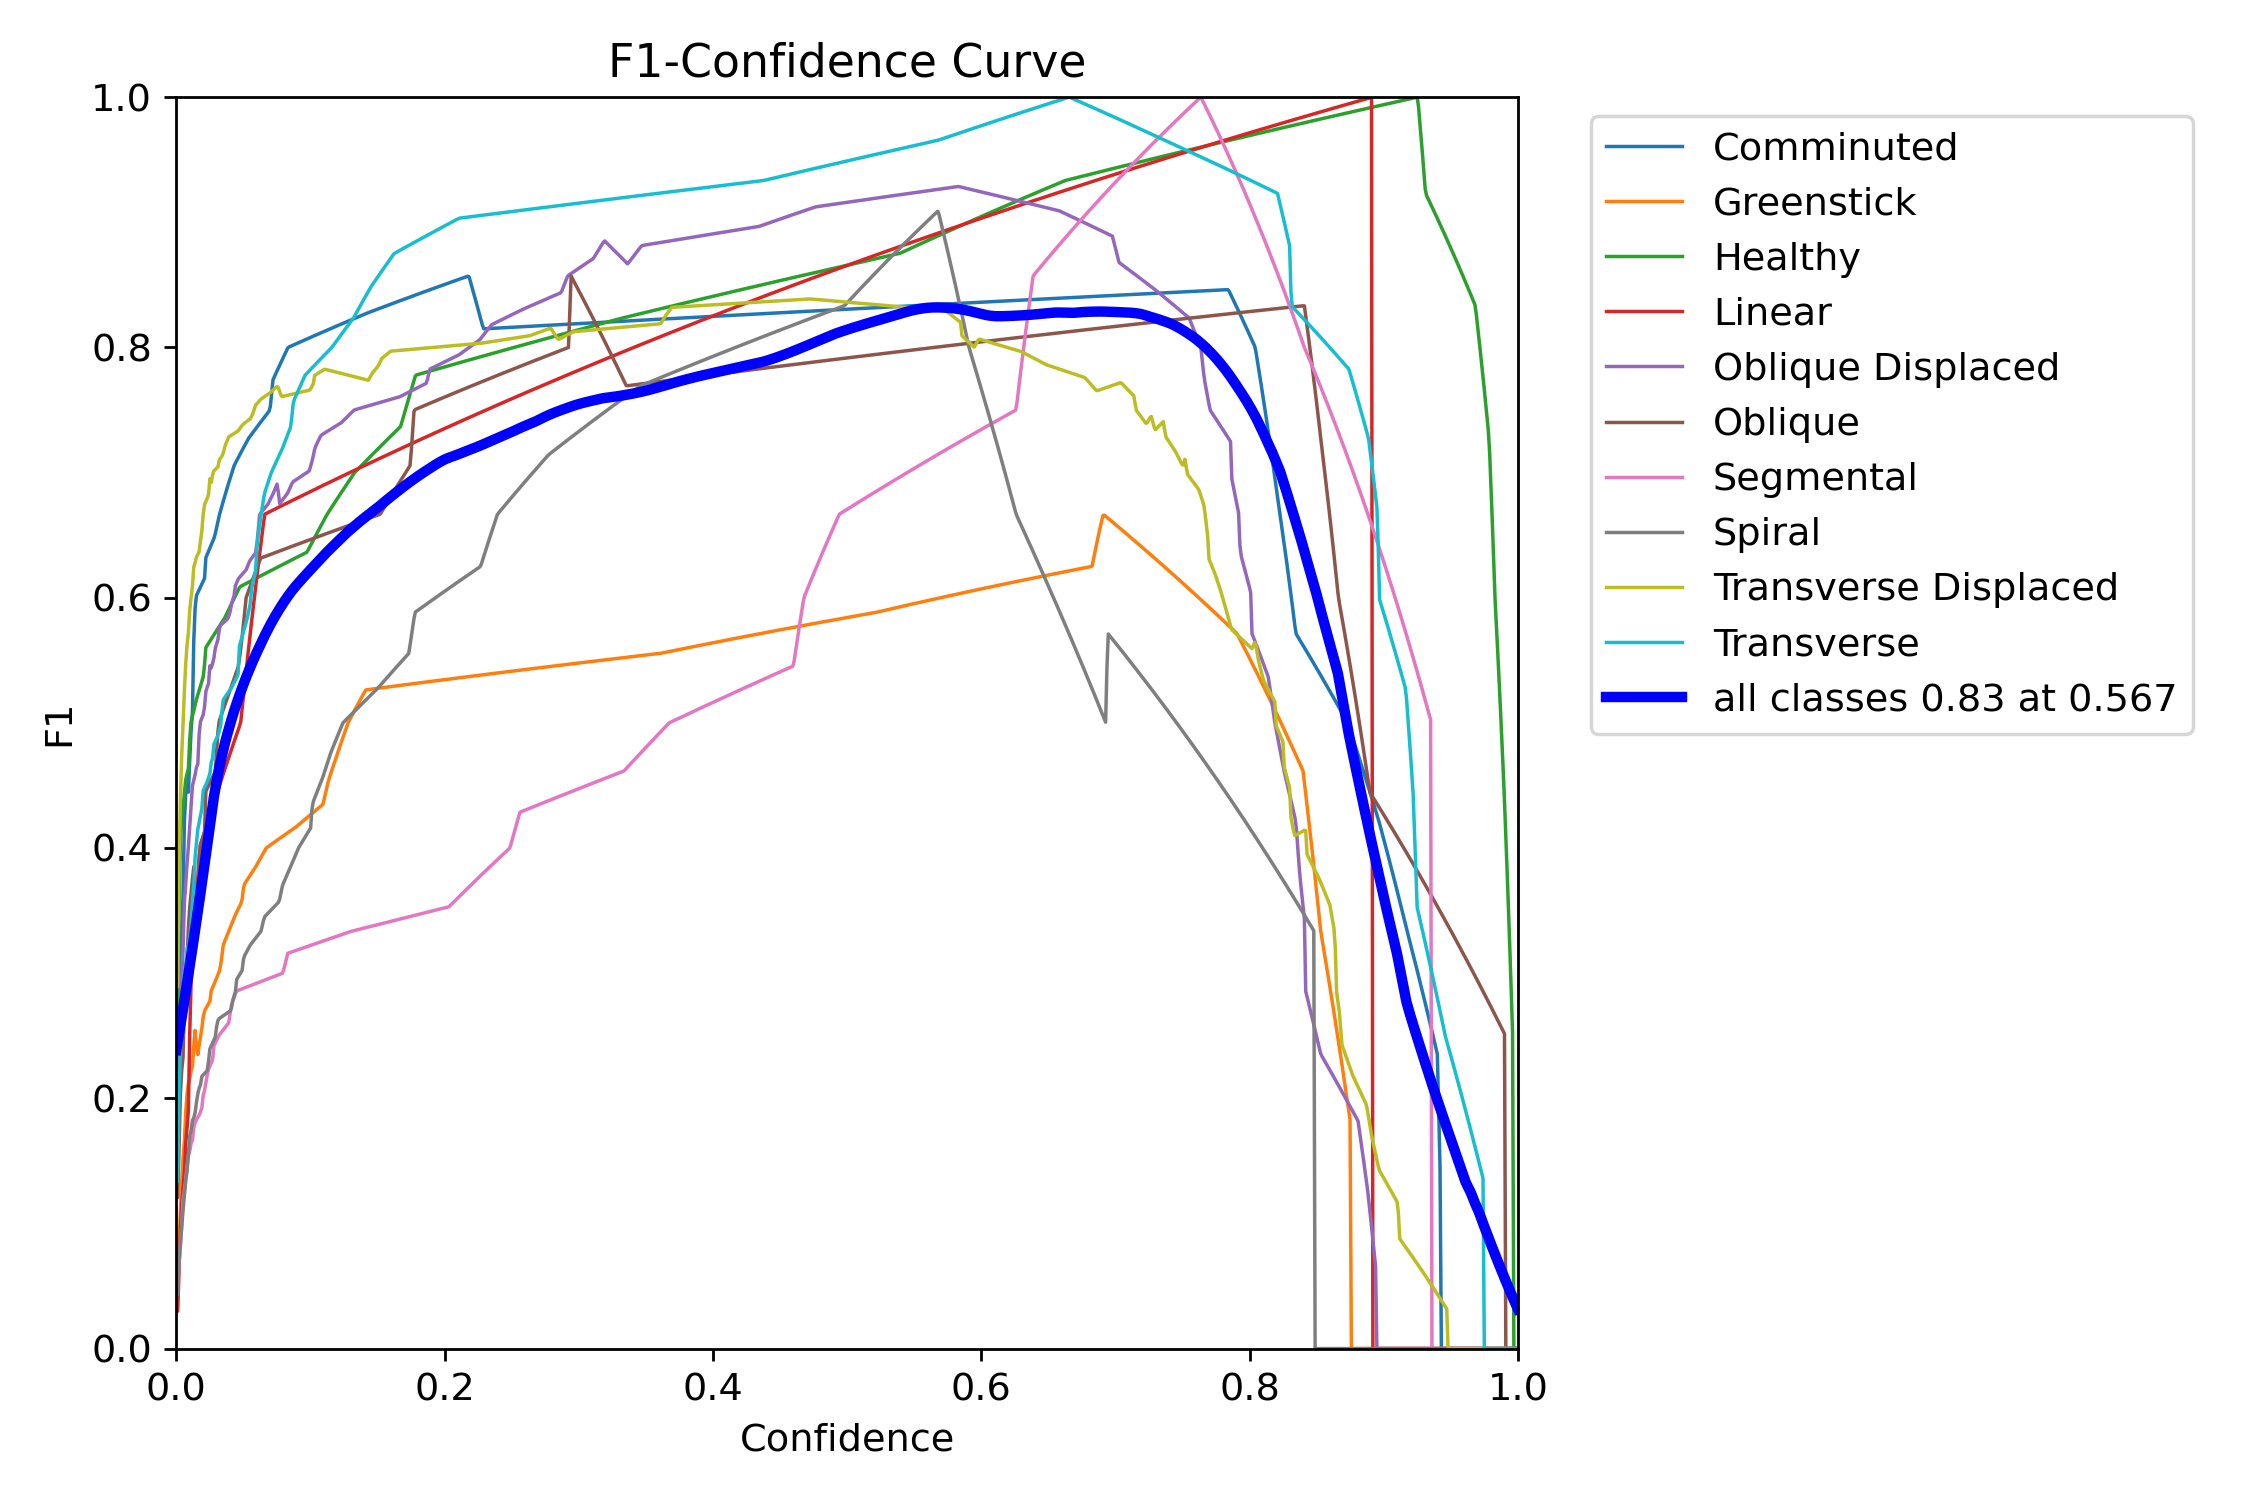 F1-Confidence Curve
1.0
0.8
0.6
0.4
0.2
0.0
F1
0.0 0.2 0.4 0.6 0.8 1.0
Confidence
Comminuted
Greenstick
Healthy
Linear
Oblique Displaced
Oblique
Segmental
Spiral
Transverse Displaced
Transverse
all classes 0.83 at 0.567